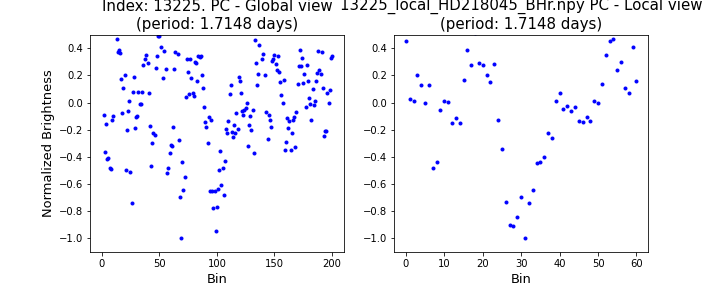 Index: 13225. PC - Global view
(period: 1.7148 days)
13225_local_HD218045_BHr.npy PC - Local view
(period: 1.7148 days)
Normalized Brightness
0.4
0.2
0.0
−0.2
−0.4
−0.6
−0.8
−1.0
0 50 100 150 200
Bin
0.4
0.2
0.0
−0.2
−0.4
−0.6
−0.8
−1.0
0 10 20 30 40 50 60
Bin